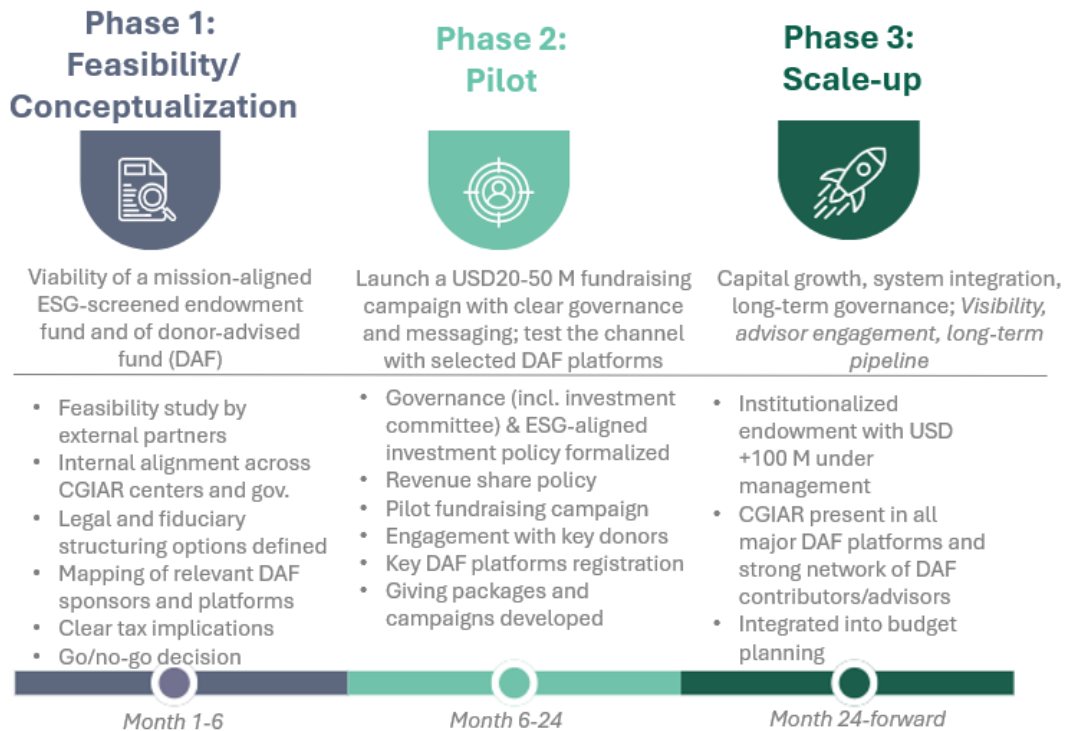 Phase 1:
Feasibility/
Conceptualization
Viability of a mission-aligned
ESG-screened endowment
fund and of donor-advised
fund (DAF)
• Feasibility study by
external partners
• Internal alignment across
CGIAR centers and gov.
• Legal and fiduciary
structuring options defined
• Mapping of relevant DAF
sponsors and platforms
• Clear tax implications
• Go/no-go decision
Month 1-6
Phase 2:
Pilot
Launch a USD20-50 M fundraising
campaign with clear governance
and messaging; test the channel
with selected DAF platforms
• Governance (incl. investment
committee) & ESG-aligned
investment policy formalized
• Revenue share policy
• Pilot fundraising campaign
• Engagement with key donors
• Key DAF platforms registration
• Giving packages and
campaigns developed
Month 6-24
Phase 3:
Scale-up
Capital growth, system integration,
long-term governance; Visibility,
advisor engagement, long-term
pipeline
• Institutionalized
endowment with USD
+100 M under
management
• CGIAR present in all
major DAF platforms and
strong network of DAF
contributors/advisors
• Integrated into budget
planning
Month 24-forward